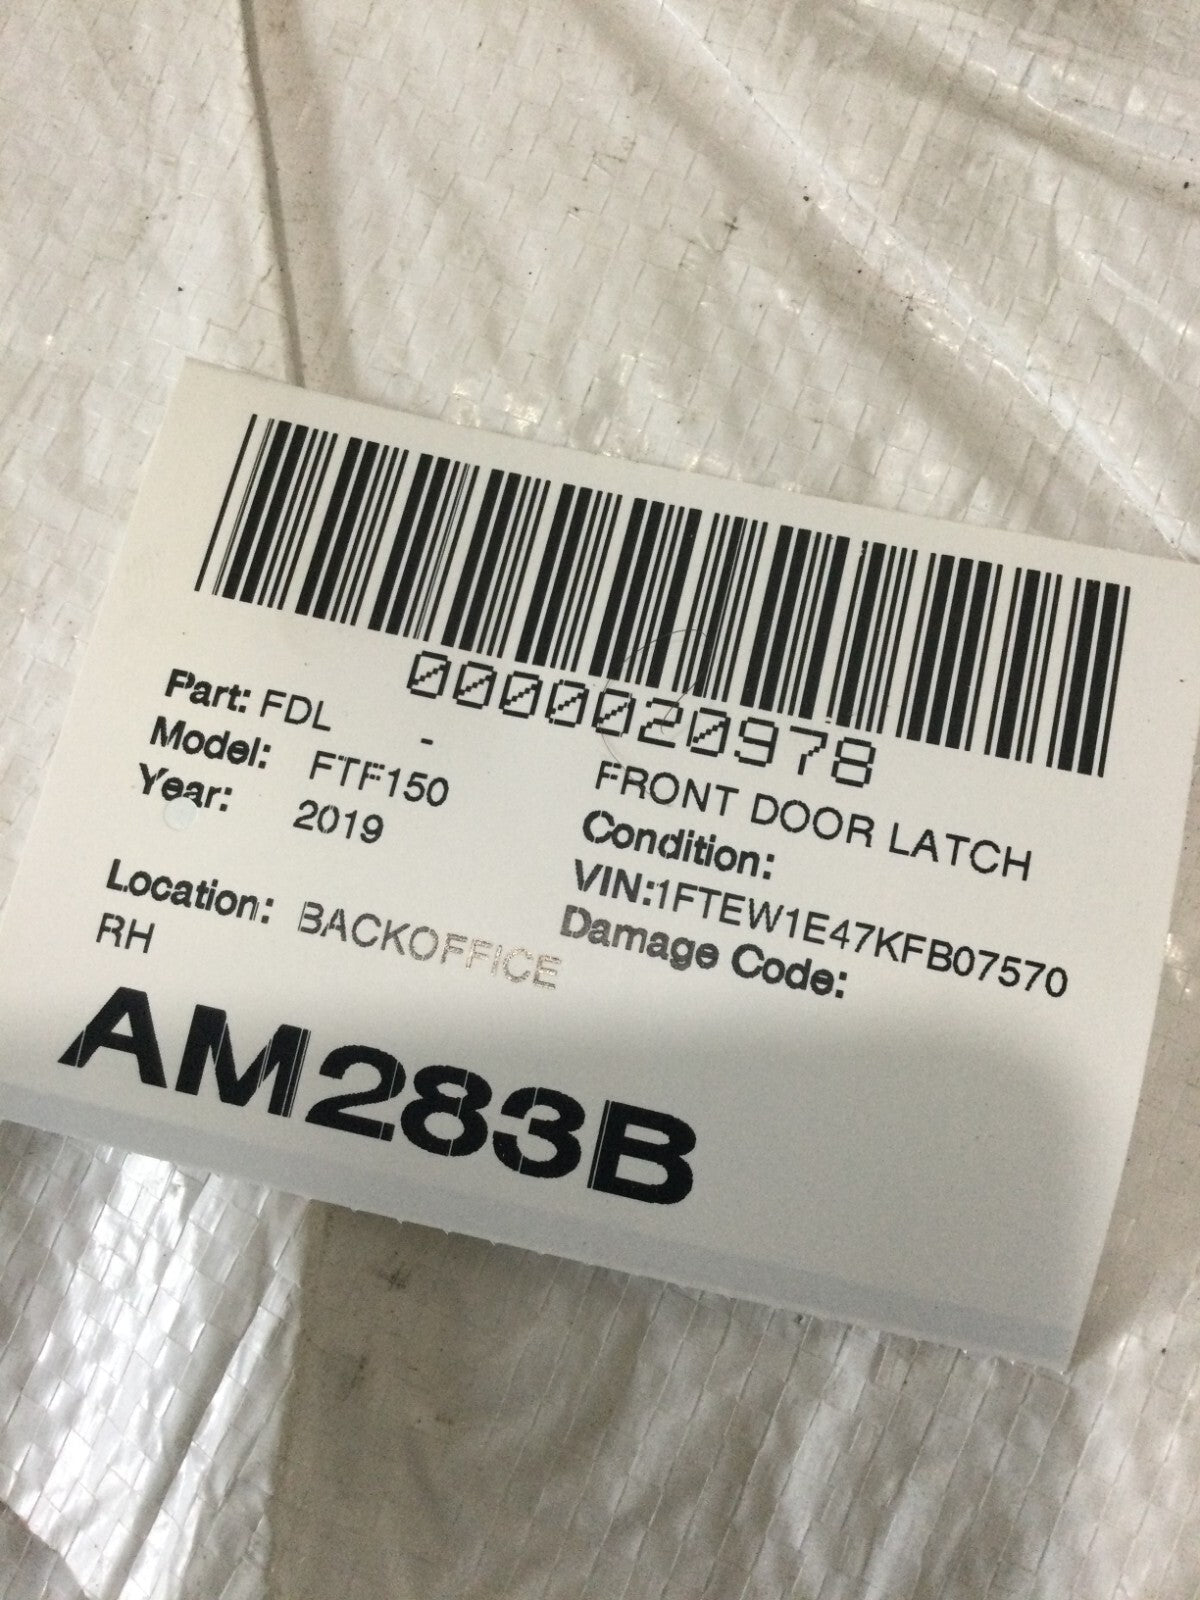 0000020978
Part: FDL - FRONT DOOR LATCH
Model: FTF150 Condition:
Year: 2019 VIN:1FTEW1E47KFB07570
Damage Code:
Location: BACKOFFICE
RH
AM283B